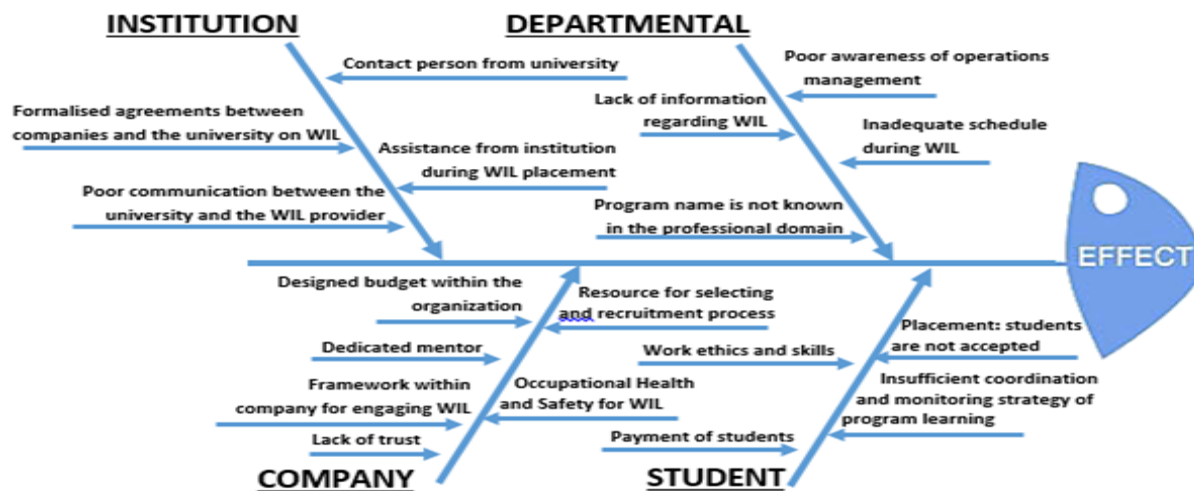 INSTITUTION
DEPARTMENTAL
Contact person from university
Formalised agreements between
companies and the university on WIL
Assistance from institution
during WIL placement
Poor communication between the
university and the WIL provider
Poor awareness of operations
management
Lack of information
regarding WIL
Inadequate schedule
during WIL
Program name is not known
in the professional domain
EFFECT
Designed budget within the
organization
Resource for selecting
and recruitment process
Dedicated mentor
Framework within
company for engaging WIL
Occupational Health
and Safety for WIL
Lack of trust
Placement: students
are not accepted
Work ethics and skills
Insufficient coordination
and monitoring strategy of
program learning
Payment of students
COMPANY
STUDENT